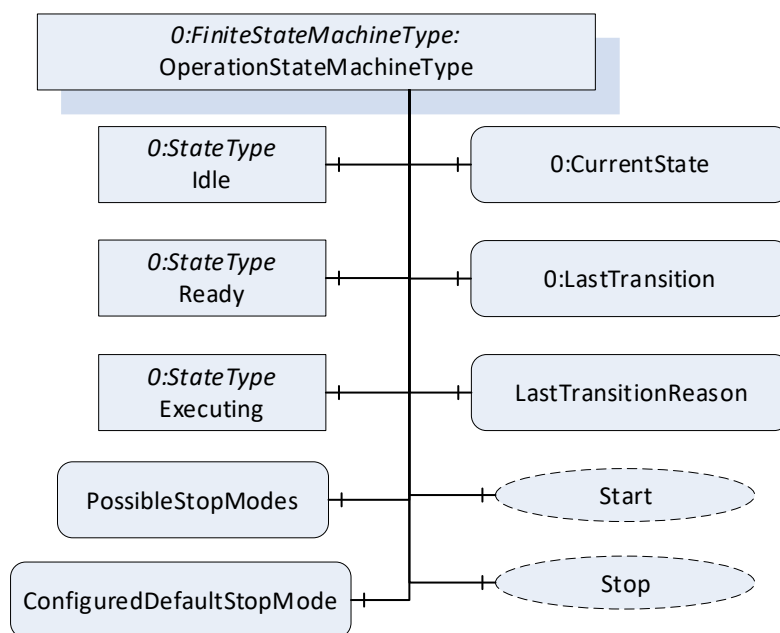 0:FiniteStateMachineType:
OperationStateMachineType
0:StateType
Idle
0:CurrentState
0:StateType
Ready
0:LastTransition
0:StateType
Executing
LastTransitionReason
PossibleStopModes
Start
ConfiguredDefaultStopMode
Stop